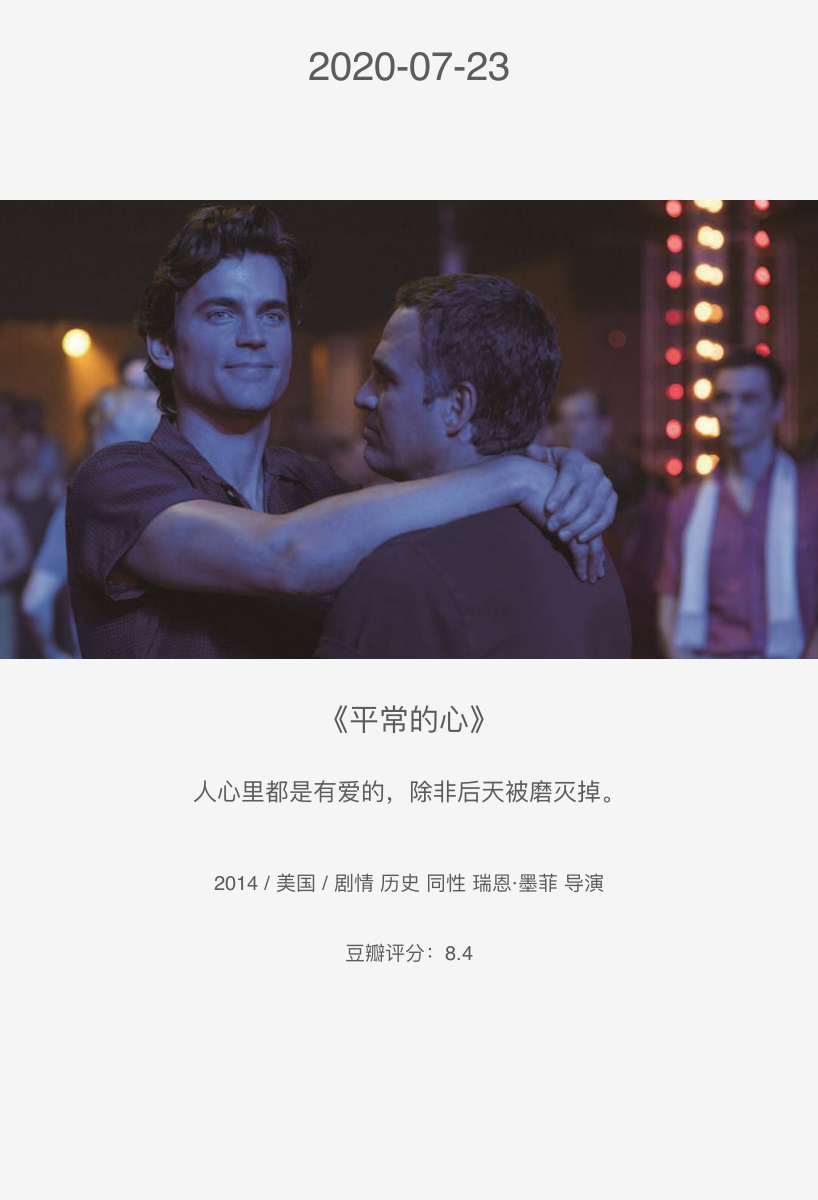 2020-07-23
《平常的心》
人心里都是有爱的，除非后天被磨灭掉。
2014 / 美国 / 剧情 历史 同性 瑞恩·墨菲 导演
豆瓣评分：8.4